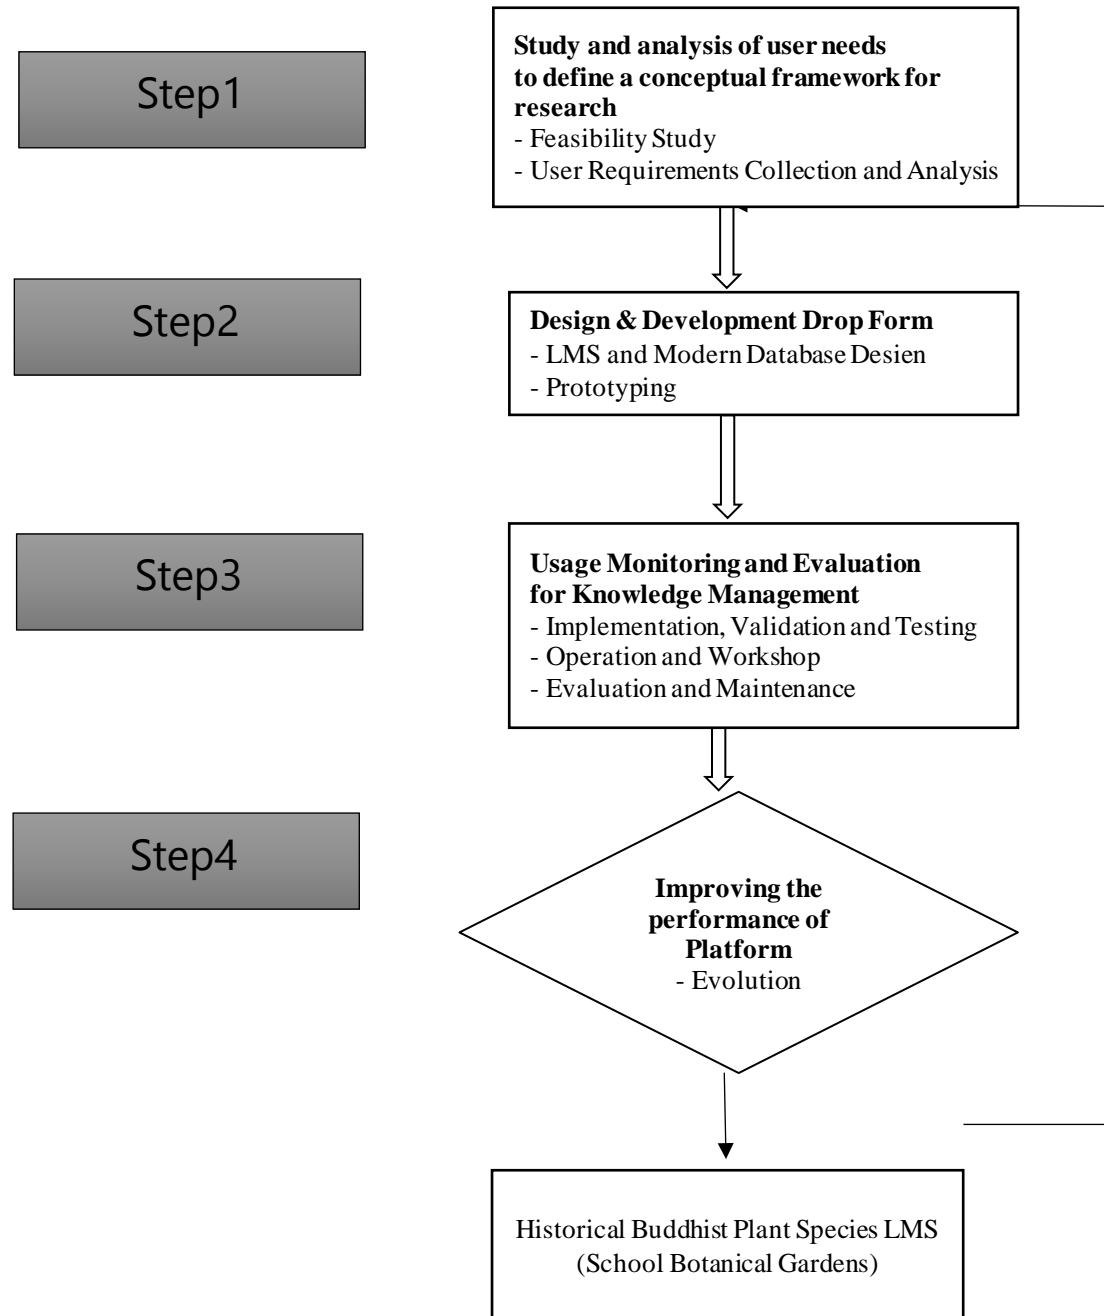 Step1
Study and analysis of user needs
to define a conceptual framework for
research
- Feasibility Study
- User Requirements Collection and Analysis
Step2
Design & Development Drop Form
- LMS and Modern Database Desien
- Prototyping
Step3
Usage Monitoring and Evaluation
for Knowledge Management
- Implementation, Validation and Testing
- Operation and Workshop
- Evaluation and Maintenance
Step4
Improving the
performance of
Platform
- Evolution
Historical Buddhist Plant Species LMS
(School Botanical Gardens)